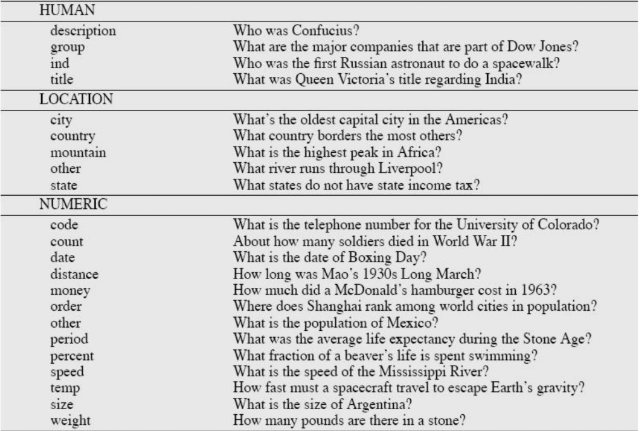 HUMAN
description Who was Confucius?
group What are the major companies that are part of Dow Jones?
ind Who was the first Russian astronaut to do a spacewalk?
title What was Queen Victoria's title regarding India?
LOCATION
city What's the oldest capital city in the Americas?
country What country borders the most others?
mountain What is the highest peak in Africa?
other What river runs through Liverpool?
state What states do not have state income tax?
NUMERIC
code What is the telephone number for the University of Colorado?
count About how many soldiers died in World War II?
date What is the date of Boxing Day?
distance How long was Mao's 1930s Long March?
money How much did a McDonald's hamburger cost in 1963?
order Where does Shanghai rank among world cities in population?
other What is the population of Mexico?
period What was the average life expectancy during the Stone Age?
percent What fraction of a beaver's life is spent swimming?
speed What is the speed of the Mississippi River?
temp How fast must a spacecraft travel to escape Earth's gravity?
size What is the size of Argentina?
weight How many pounds are there in a stone?